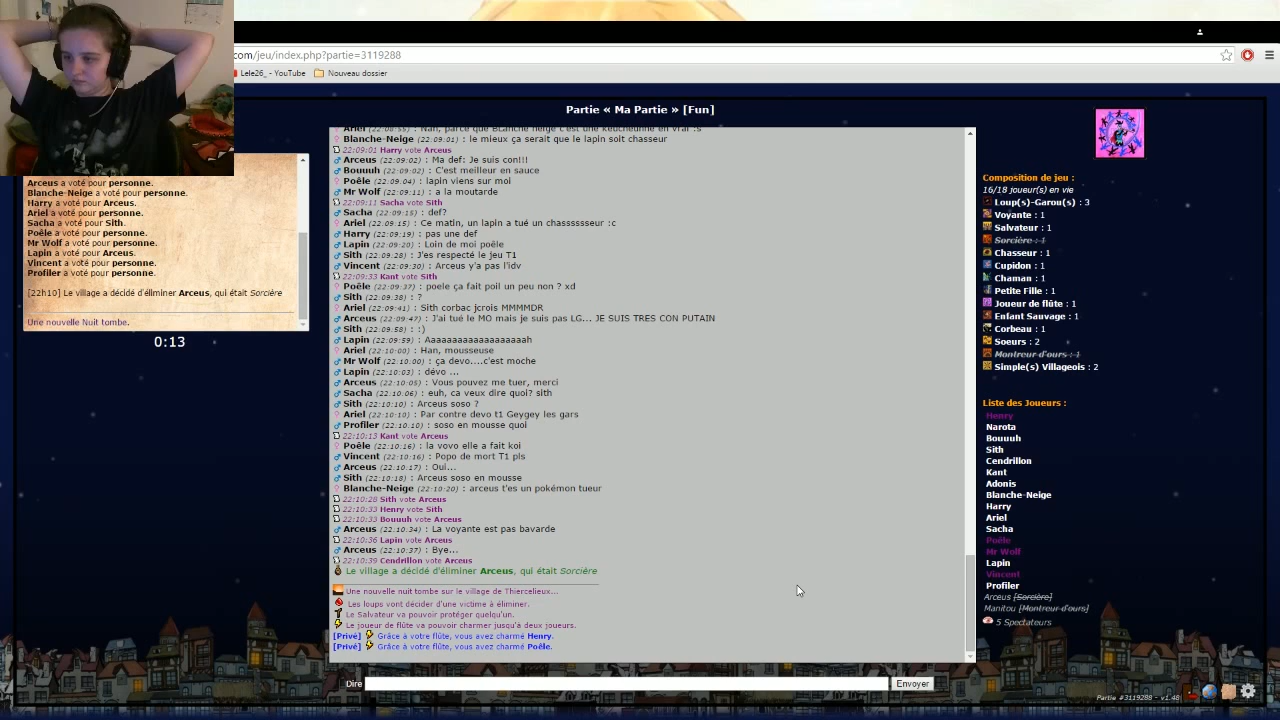 com/jeu/index.php?partie=3119288
Lele26_ - YouTube
Nouveau dossier
Partie « Ma Partie » [Fun]
Arceus a voté pour personne.
Blanche-Neige a voté pour personne.
Harry a voté pour Arceus.
Ariel a voté pour personne.
Sacha a voté pour Sith.
Poêle a voté pour personne.
Mr Wolf a voté pour personne.
Lapin a voté pour Arceus.
Vincent a voté pour personne.
Profiler a voté pour personne.
[22h10] Le village a décidé d'éliminer Arceus, qui était Sorcière
Une nouvelle Nuit tombe.
0:13
Ariel (22:08:55) : Nan, parce que BLanche neige c'est une keucheunne en vrai :s
Blanche-Neige (22:09:01) : le mieux ça serait que le lapin soit chasseur
22:09:01 Harry vote Arceus
Arceus (22:09:02) : Ma def: Je suis con!!!
Bouuuh (22:09:02) : C'est meilleur en sauce
Poêle (22:09:04) : lapin viens sur moi
Mr Wolf (22:09:11) : a la moutarde
22:09:11 Sacha vote Sith
Sacha (22:09:15) : def?
Ariel (22:09:15) : Ce matin, un lapin a tué un chasssssseur :c
Harry (22:09:19) : pas une def
Lapin (22:09:20) : Loin de moi poêle
Sith (22:09:28) : J'es respecté le jeu T1
Vincent (22:09:30) : Arceus y'a pas l'idv
22:09:33 Kant vote Sith
Poêle (22:09:37) : poele ça fait poil un peu non ? xd
Sith (22:09:38) : ?
Ariel (22:09:41) : Sith corbac jcrois MMMMDR
Arceus (22:09:47) : J'ai tué le MO mais je suis pas LG... JE SUIS TRES CON PUTAIN
Sith (22:09:58) : :)
Lapin (22:09:59) : Aaaaaaaaaaaaaaaaaaah
Ariel (22:10:00) : Han, mousseuse
Mr Wolf (22:10:00) : ça devo....c'est moche
Lapin (22:10:03) : dévo ...
Arceus (22:10:05) : Vous pouvez me tuer, merci
Sacha (22:10:06) : euh, ca veux dire quoi? sith
Sith (22:10:10) : Arceus soso ?
Ariel (22:10:10) : Par contre devo t1 Geygey les gars
Profiler (22:10:10) : soso en mousse quoi
22:10:13 Kant vote Arceus
Poêle (22:10:16) : la vovo elle a fait koi
Vincent (22:10:16) : Popo de mort T1 pls
Arceus (22:10:17) : Oui...
Sith (22:10:18) : Arceus soso en mousse
Blanche-Neige (22:10:20) : arceus t'es un pokémon tueur
22:10:28 Sith vote Arceus
22:10:33 Henry vote Sith
22:10:33 Bouuuh vote Arceus
Arceus (22:10:34) : La voyante est pas bavarde
22:10:36 Lapin vote Arceus
Arceus (22:10:37) : Bye...
22:10:39 Cendrillon vote Arceus
Le village a décidé d'éliminer Arceus, qui était Sorcière
Une nouvelle nuit tombe sur le village de Thiercelieux...
Les loups vont décider d'une victime à éliminer.
Le Salvateur va pouvoir protéger quelqu'un.
Le joueur de flûte va pouvoir charmer jusqu'à deux joueurs.
[Privé] Grâce à votre flûte, vous avez charmé Henry.
[Privé] Grâce à votre flûte, vous avez charmé Poêle.
Dire
Envoyer
Composition de jeu :
16/18 joueur(s) en vie
Loup(s)-Garou(s) : 3
Voyante : 1
Salvateur : 1
Sorcière : 1
Chasseur : 1
Cupidon : 1
Chaman : 1
Petite Fille : 1
Joueur de flûte : 1
Enfant Sauvage : 1
Corbeau : 1
Soeurs : 2
Montreur d'ours : 1
Simple(s) Villageois : 2
Liste des Joueurs :
Henry
Narota
Bouuuh
Sith
Cendrillon
Kant
Adonis
Blanche-Neige
Harry
Ariel
Sacha
Poêle
Mr Wolf
Lapin
Vincent
Profiler
Arceus [Sorcière]
Manitou [Montreur d'ours]
5 Spectateurs
Partie #3119288 - v1.48